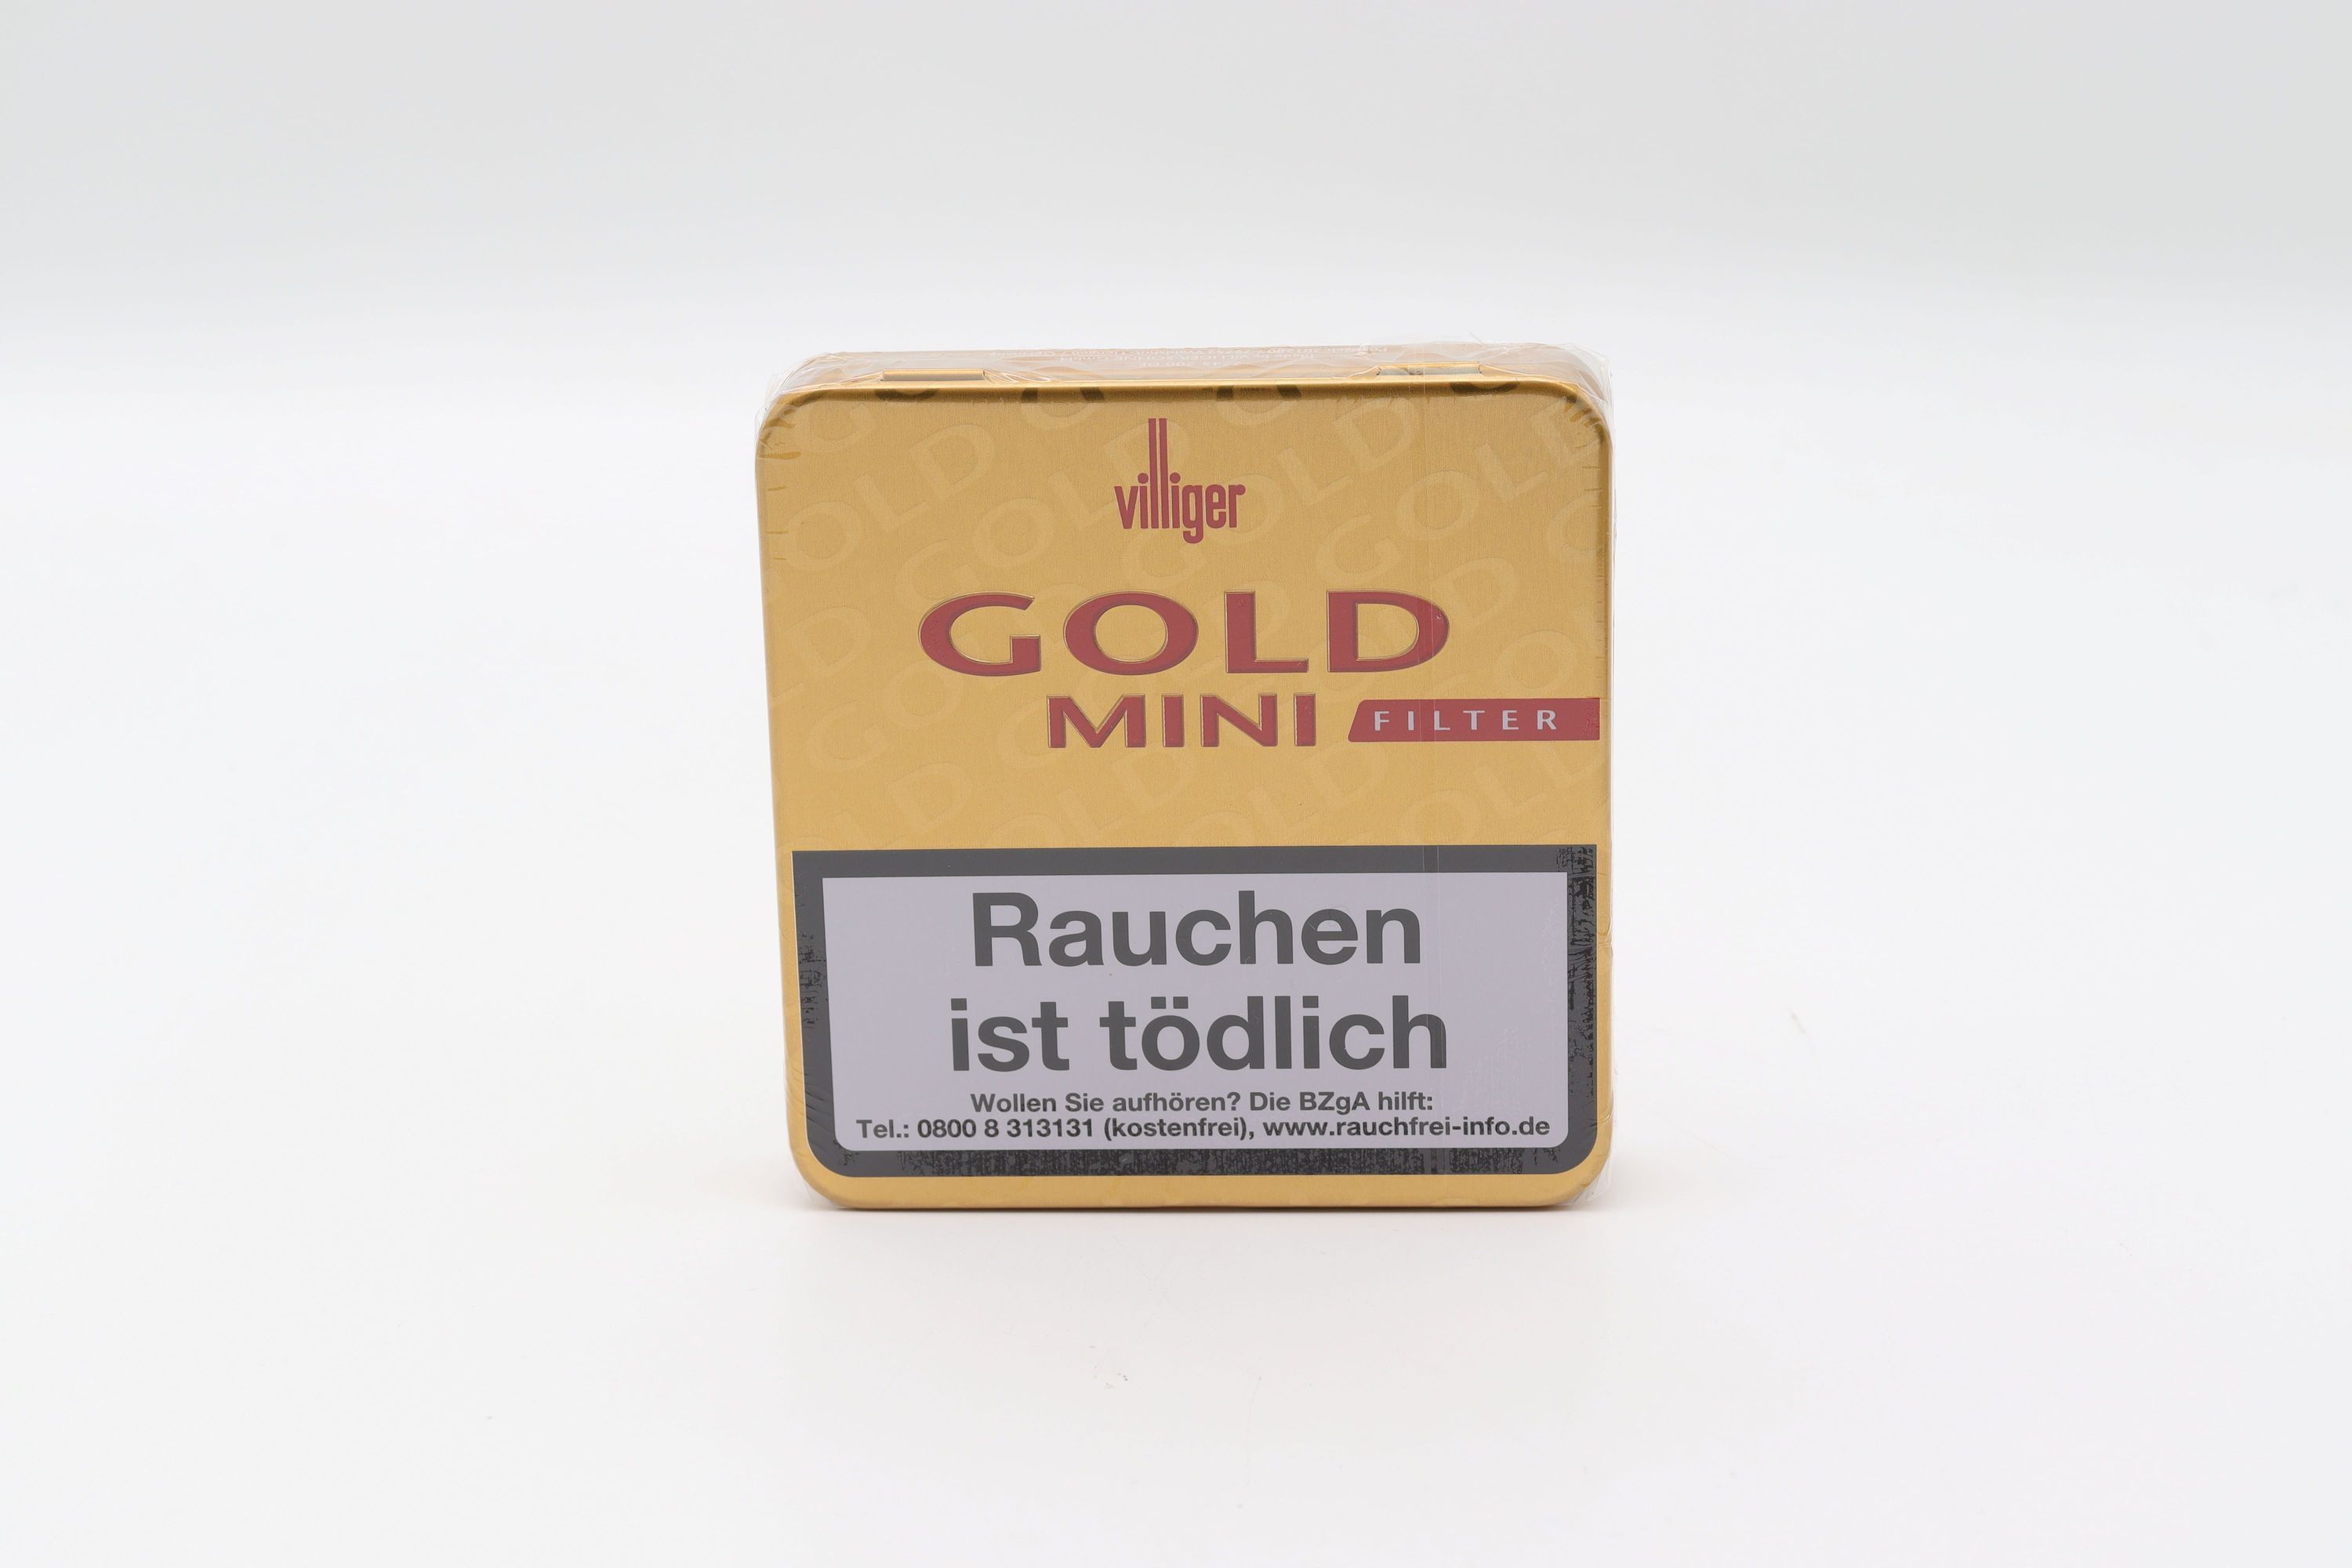 villiger
GOLD
MINI FILTER
Rauchen
ist tödlich
Wollen Sie aufhören? Die BZgA hilft:
Tel.: 0800 8 313131 (kostenfrei), www.rauchfrei-info.de